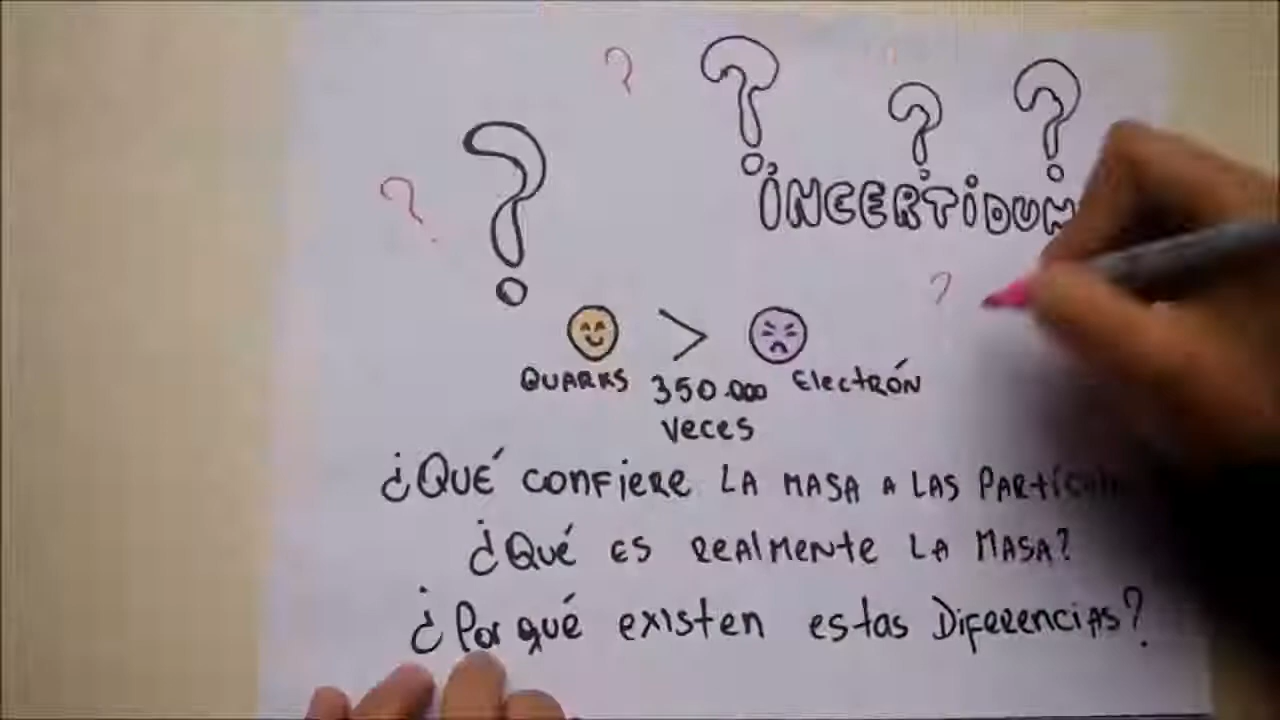 ?
?
?
? ? ?
INCERTIDUM
?
QUARKS > Electrón
350.000
Veces
¿QUÉ confiere LA MASA A LAS Partícu
¿Qué es REALMENTE LA MASA?
¿Por qué existen estas Diferencias?